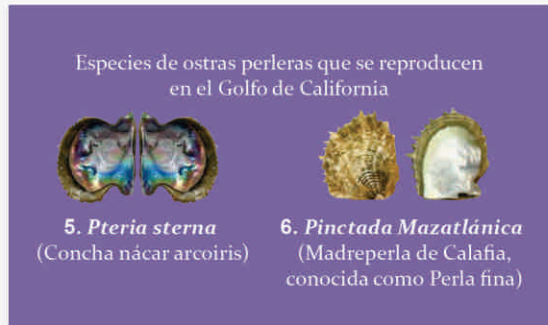 Especies de ostras perleras que se reproducen
en el Golfo de California
5. Pteria sterna
(Concha nácar arcoiris)
6. Pinctada Mazatlánica
(Madreperla de Calafia,
conocida como Perla fina)